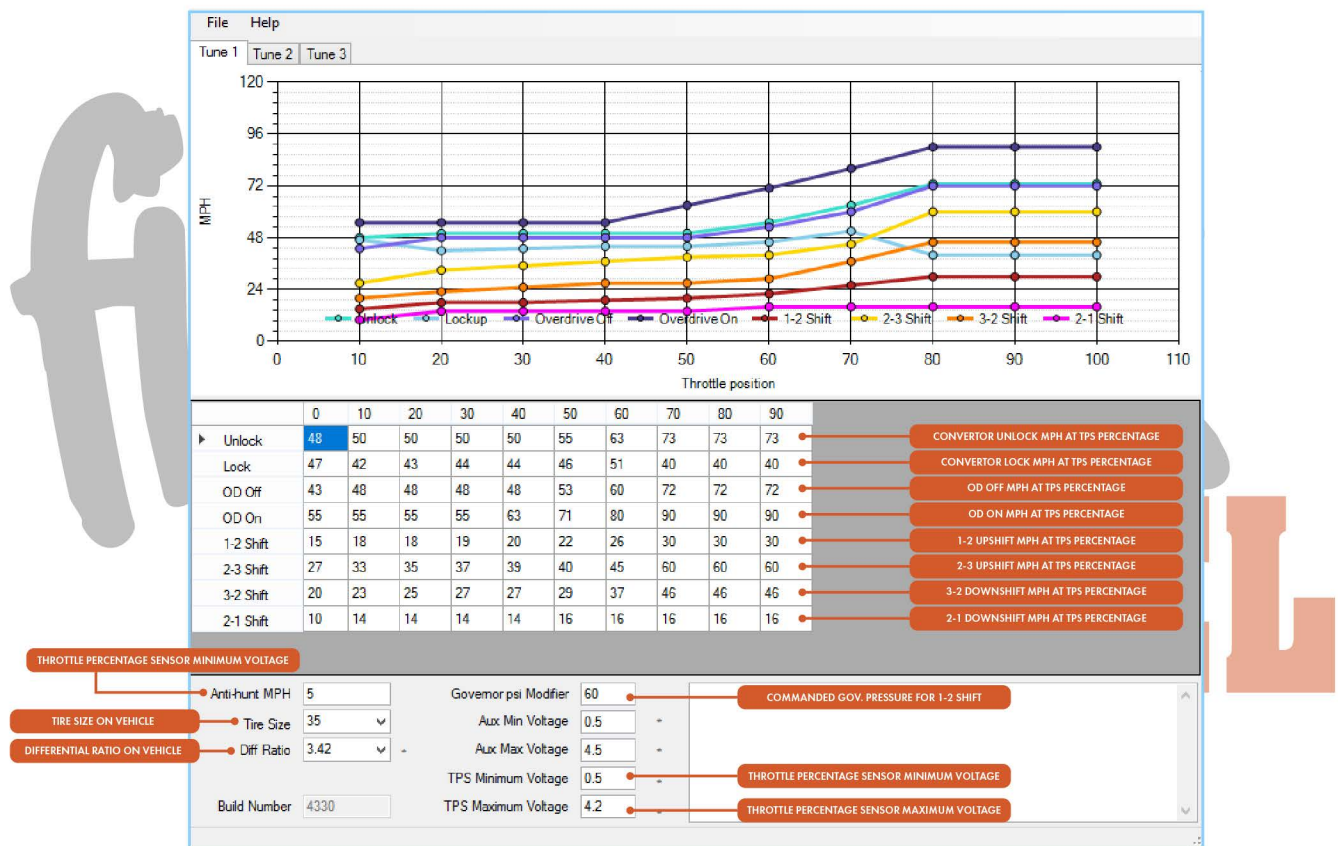 File Help
Tune 1 Tune 2 Tune 3
120
96
72
48
24
0
MPH
Unlock Lockup Overdrive Off Overdrive On 1-2 Shift 2-3 Shift 3-2 Shift 2-1 Shift
0 10 20 30 40 50 60 70 80 90 100 110
Throttle position
0 10 20 30 40 50 60 70 80 90
Unlock 48 50 50 50 50 55 63 73 73 73 CONVERTOR UNLOCK MPH AT TPS PERCENTAGE
Lock 47 42 43 44 44 46 51 40 40 40 CONVERTOR LOCK MPH AT TPS PERCENTAGE
OD Off 43 48 48 48 48 53 60 72 72 72 OD OFF MPH AT TPS PERCENTAGE
OD On 55 55 55 55 63 71 80 90 90 90 OD ON MPH AT TPS PERCENTAGE
1-2 Shift 15 18 18 19 20 22 26 30 30 30 1-2 UPSHIFT MPH AT TPS PERCENTAGE
2-3 Shift 27 33 35 37 39 40 45 60 60 60 2-3 UPSHIFT MPH AT TPS PERCENTAGE
3-2 Shift 20 23 25 27 27 29 37 46 46 46 3-2 DOWNSHIFT MPH AT TPS PERCENTAGE
2-1 Shift 10 14 14 14 14 16 16 16 16 16 2-1 DOWNSHIFT MPH AT TPS PERCENTAGE
THROTTLE PERCENTAGE SENSOR MINIMUM VOLTAGE
Anti-hunt MPH 5 Governor psi Modifier 60 COMMANDED GOV. PRESSURE FOR 1-2 SHIFT
TIRE SIZE ON VEHICLE Tire Size 35 Aux Min Voltage 0.5
DIFFERENTIAL RATIO ON VEHICLE Diff Ratio 3.42 Aux Max Voltage 4.5
TPS Minimum Voltage 0.5 THROTTLE PERCENTAGE SENSOR MINIMUM VOLTAGE
Build Number 4330 TPS Maximum Voltage 4.2 THROTTLE PERCENTAGE SENSOR MAXIMUM VOLTAGE